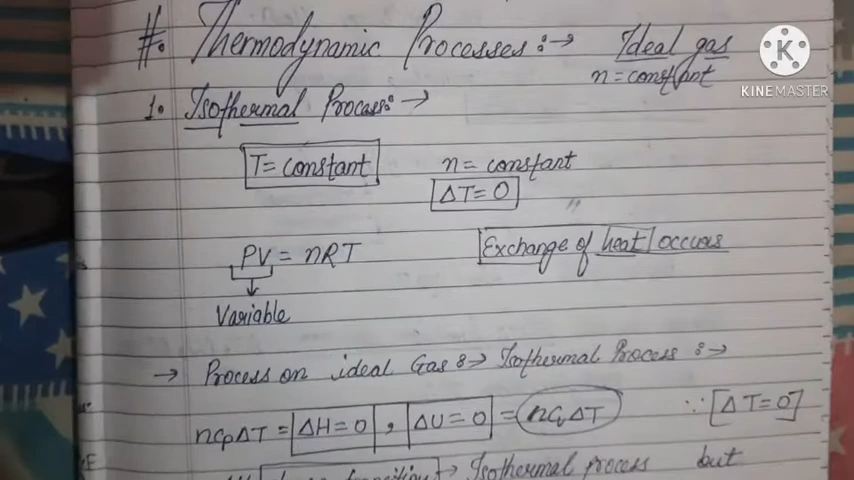 #. Thermodynamic Processes :→ Ideal gas
n = constant
K
KINEMASTER
1. Isothermal Process :→
T = constant n = constant
ΔT = 0
PV = nRT Exchange of heat occurs
Variable
→ Process on ideal Gas :→ Isothermal Process :→
nCpΔT = ΔH = 0 , ΔU = 0 = nCvΔT ∵ [ΔT = 0]
→ Isothermal process but